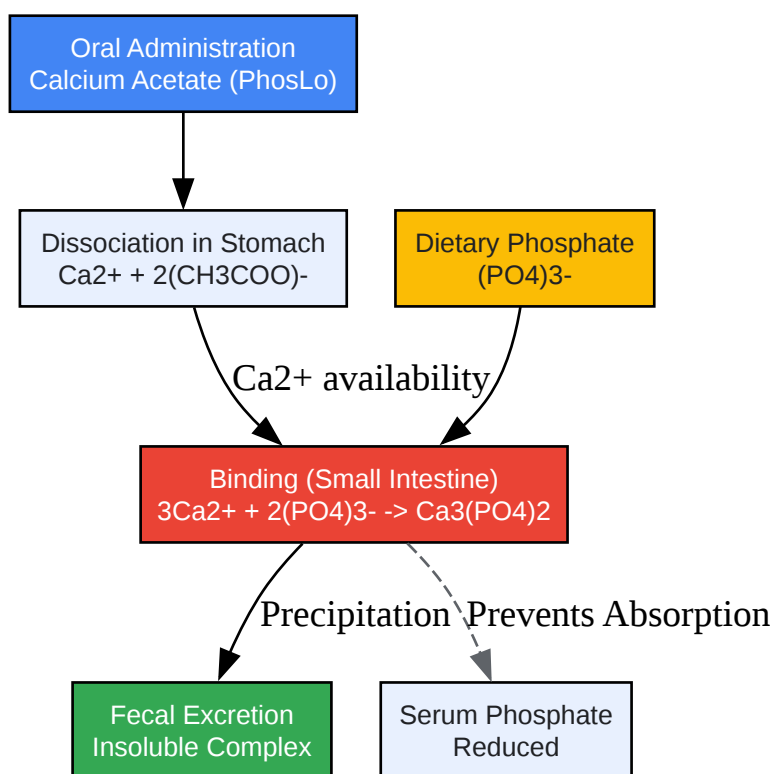 Oral Administration
Calcium Acetate (PhosLo)
Dissociation in Stomach
Ca2+ + 2(CH3COO)-
Dietary Phosphate
(PO4)3-
Ca2+ availability
Binding (Small Intestine)
3Ca2+ + 2(PO4)3- -> Ca3(PO4)2
Precipitation
Prevents Absorption
Fecal Excretion
Insoluble Complex
Serum Phosphate
Reduced